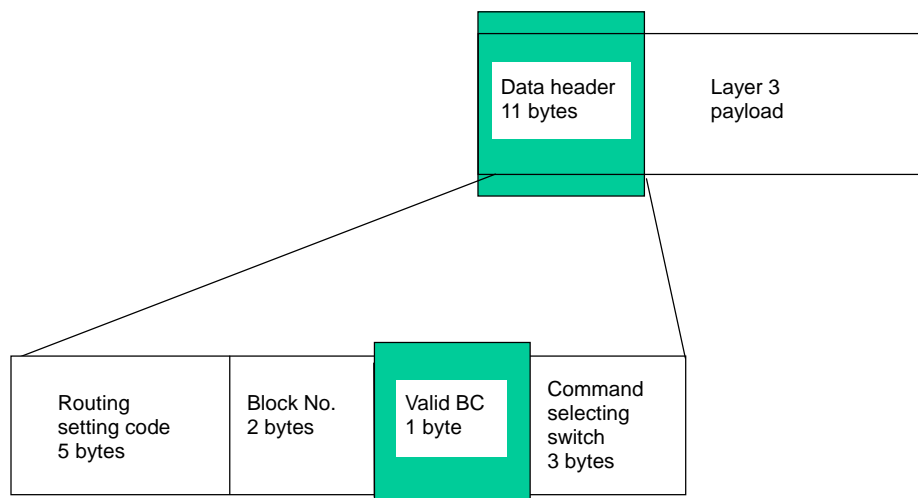 Data header
11 bytes
Layer 3
payload
Routing
setting code
5 bytes
Block No.
2 bytes
Valid BC
1 byte
Command
selecting
switch
3 bytes